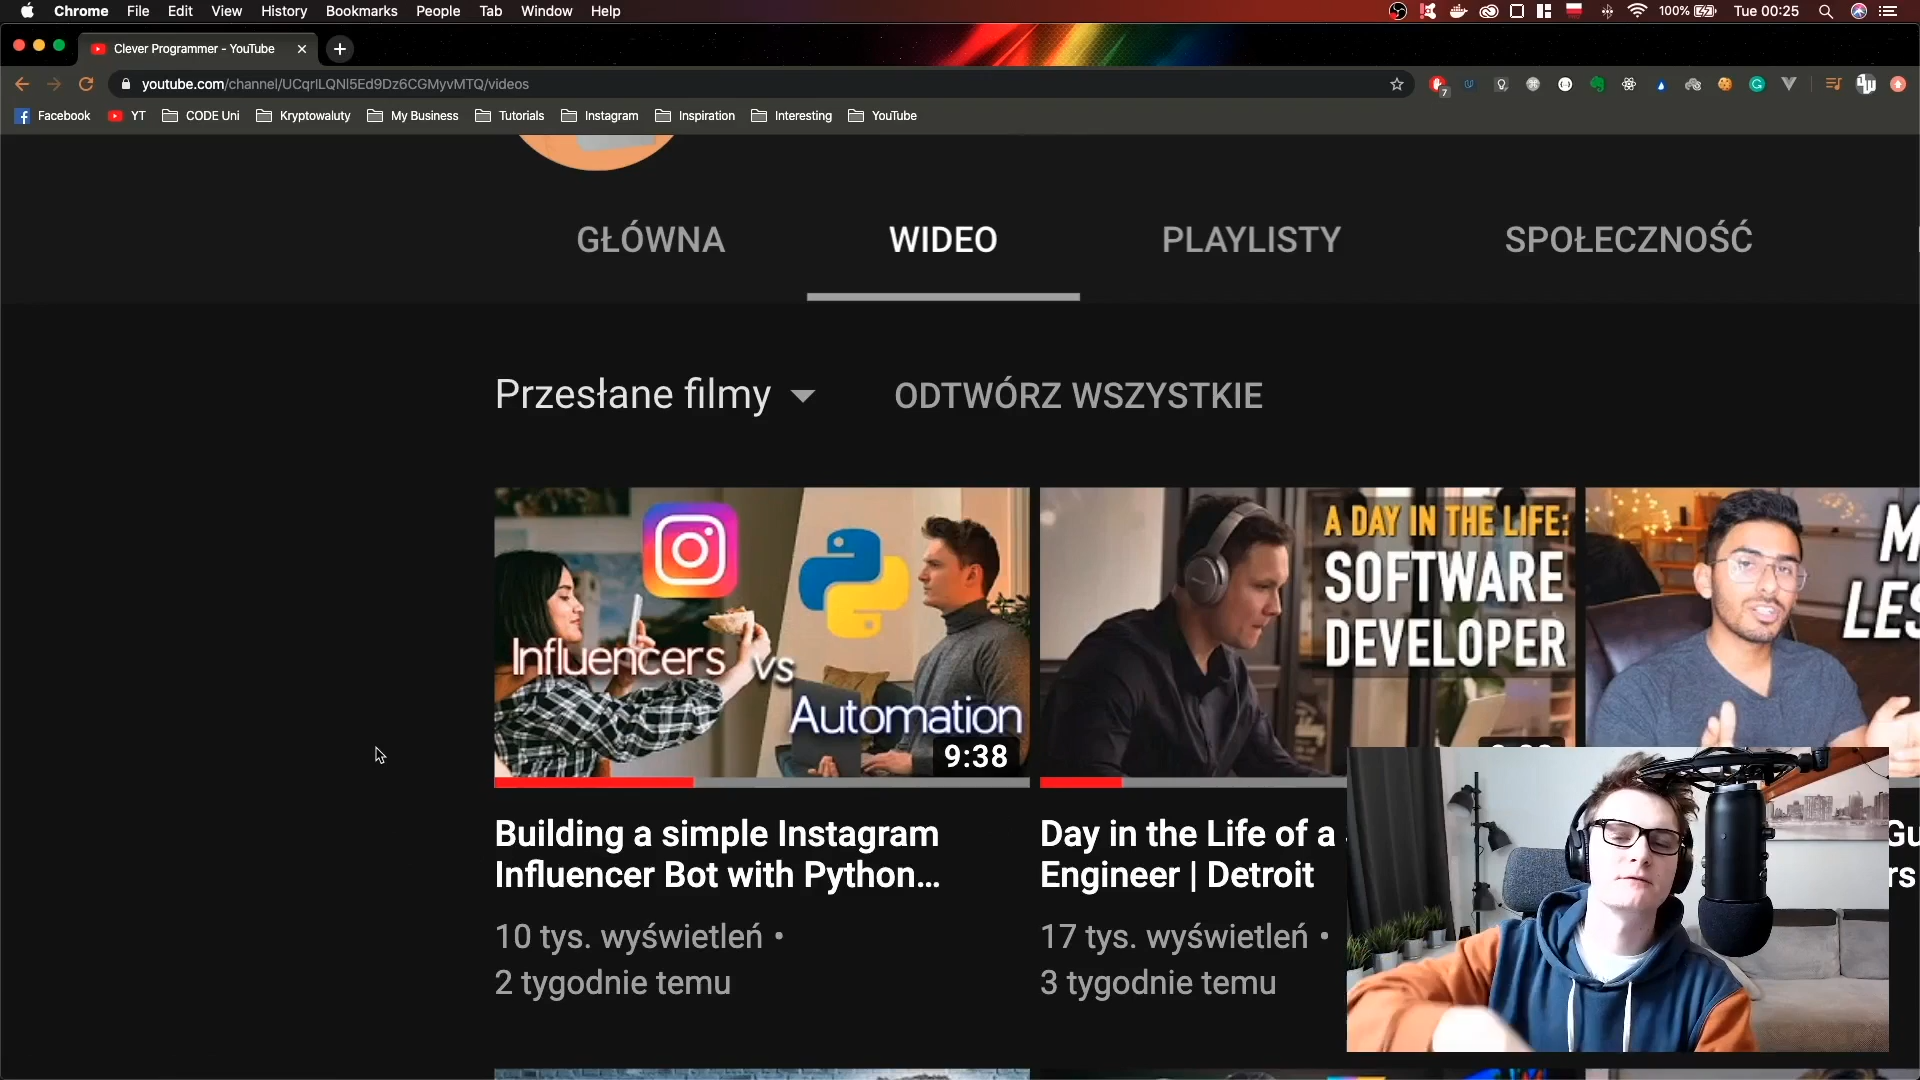 Chrome File Edit View History Bookmarks People Tab Window Help
100% Tue 00:25
Clever Programmer - YouTube
youtube.com/channel/UCqrILQNl5Ed9Dz6CGMyvMTQ/videos
7
Facebook YT CODE Uni Kryptowaluty My Business Tutorials Instagram Inspiration Interesting YouTube
GŁÓWNA WIDEO PLAYLISTY SPOŁECZNOŚĆ
Przesłane filmy ODTWÓRZ WSZYSTKIE
Influencers vs
Automation
9:38
A DAY IN THE LIFE:
SOFTWARE
DEVELOPER
Building a simple Instagram
Influencer Bot with Python...
10 tys. wyświetleń •
2 tygodnie temu
Day in the Life of a
Engineer | Detroit
17 tys. wyświetleń •
3 tygodnie temu